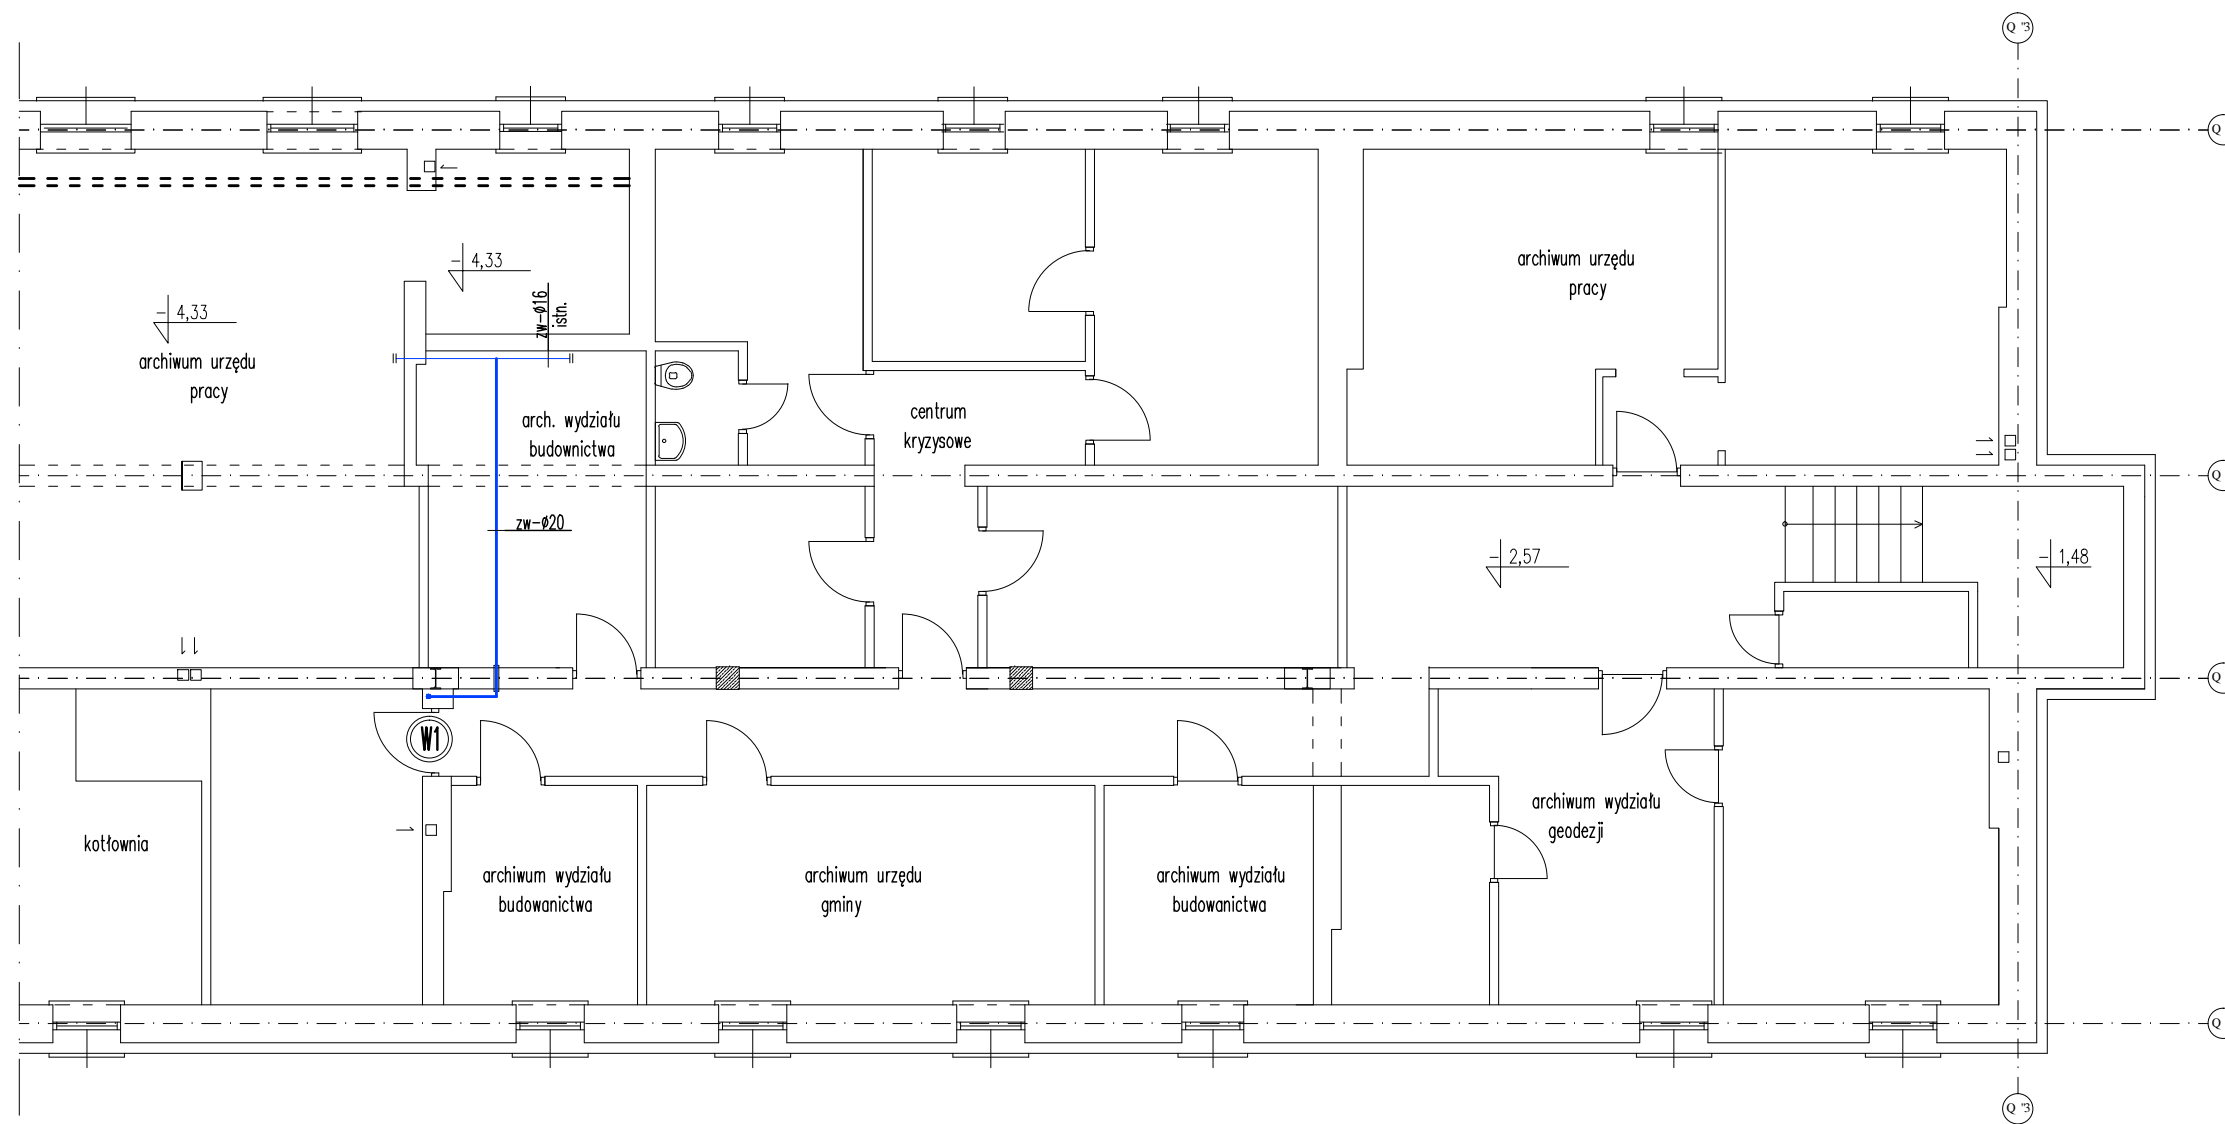 Q "3
Q
archiwum urzędu
pracy
- 4,33
zw-ø16
istn.
- 4,33
archiwum urzędu
pracy
arch. wydziału
budownictwa
centrum
kryzysowe
Q
zw-ø20
- 2,57
- 1,48
Q
W1
archiwum wydziału
geodezji
kotłownia
archiwum wydziału
budowanictwa
archiwum urzędu
gminy
archiwum wydziału
budowanictwa
Q
Q "3